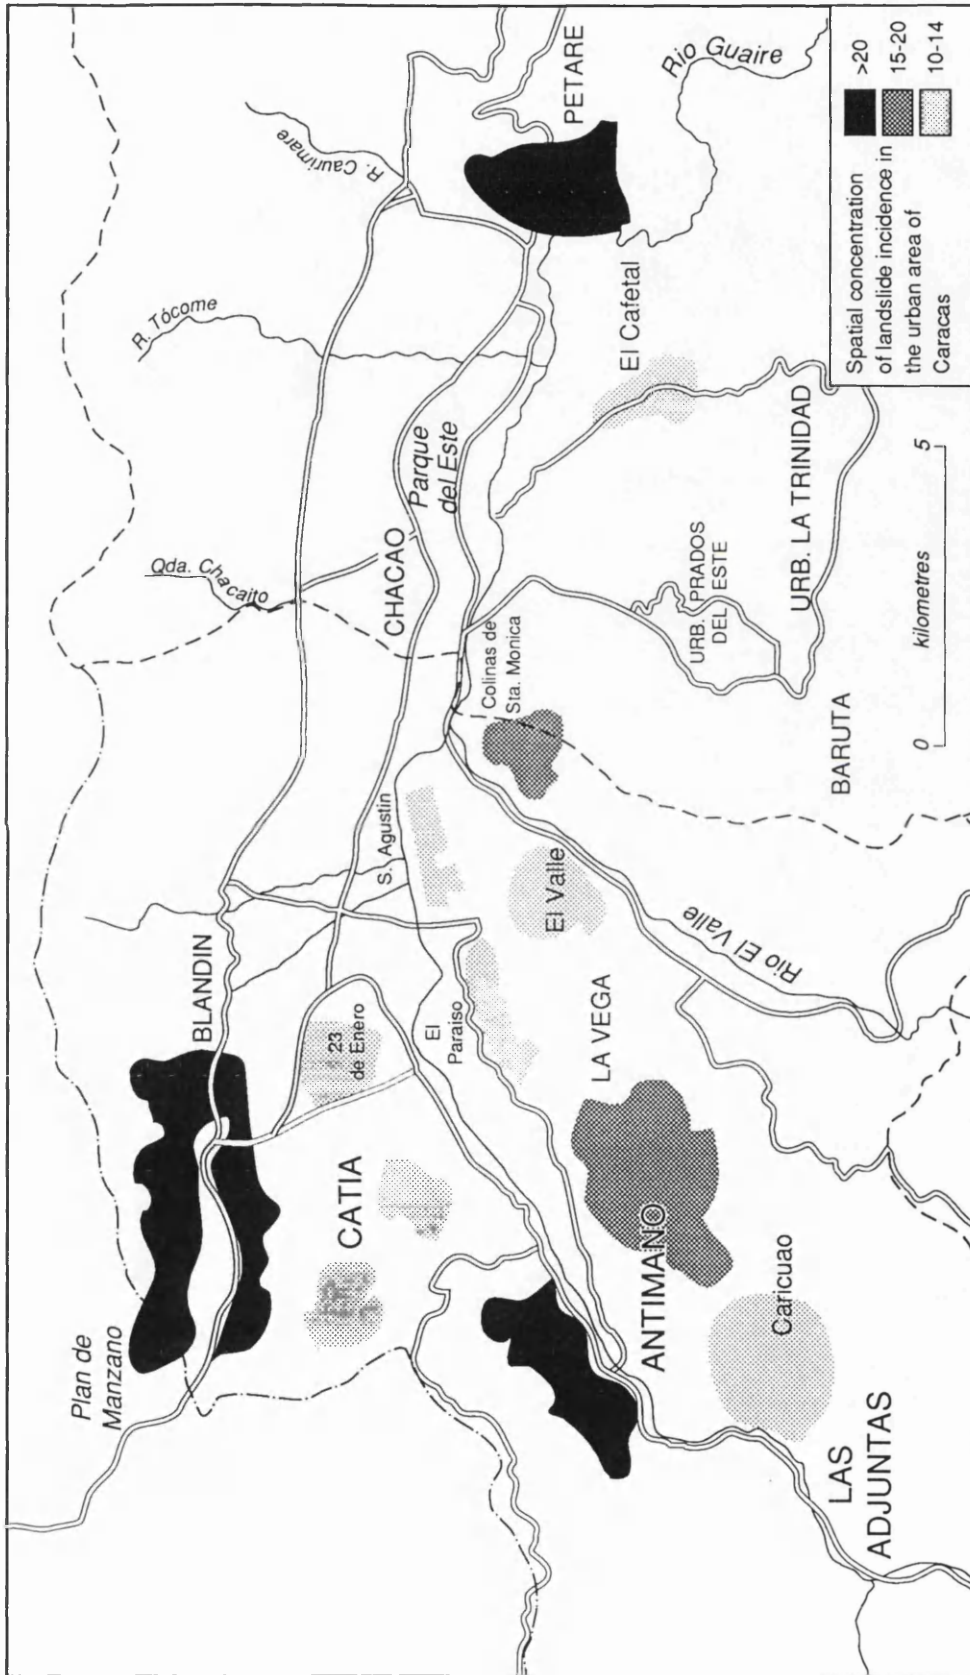 Plan de
Manzano
BLANDIN
CATIA
23
de Enero
El
Paraiso
S. Agustin
Qda. Chacaito
CHACAO
Parque
del Este
R. Tócome
R. Caurimare
PETARE
Rio Guaire
El Cafetal
Colinas de
Sta. Monica
URB. PRADOS
DEL ESTE
URB. LA TRINIDAD
BARUTA
El Valle
Rio El Valle
LA VEGA
ANTIMANO
Caricuao
LAS
ADJUNTAS
0 kilometres 5
Spatial concentration
of landslide incidence in
the urban area of
Caracas
>20
15-20
10-14